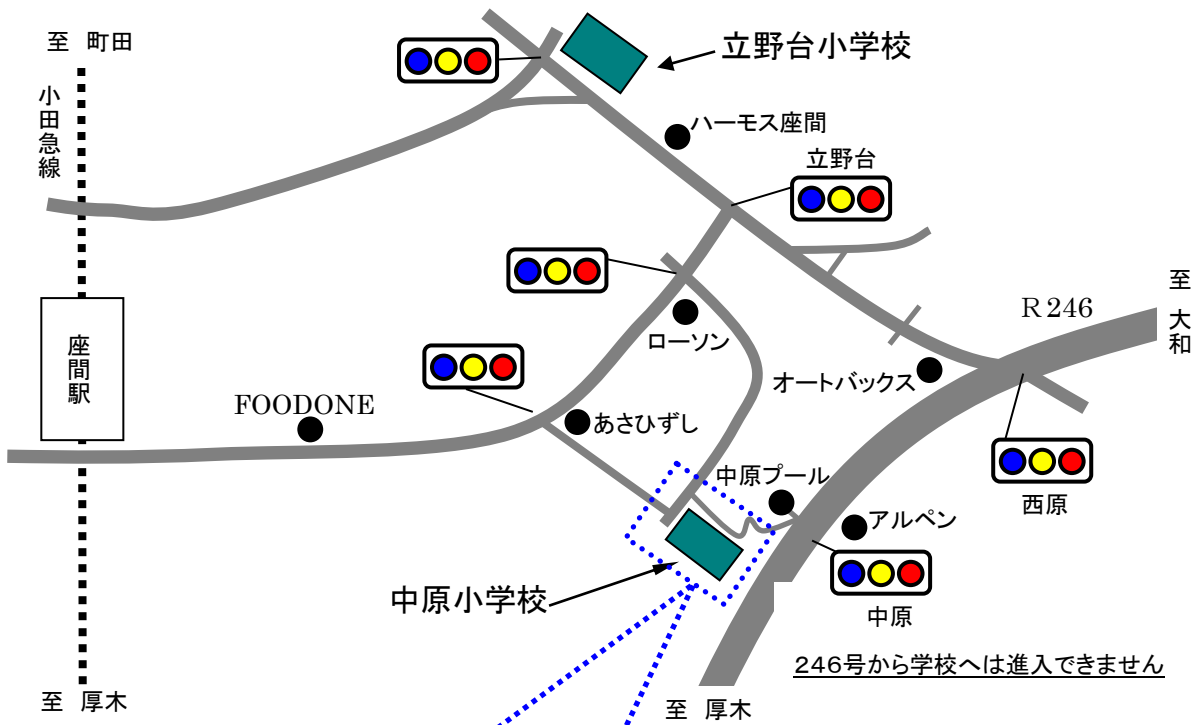 至 町田
小田急線
立野台小学校
ハーモス座間
立野台
至 大和
R246
ローソン
座間駅
オートバックス
FOODONE
あさひずし
中原プール
西原
アルペン
中原小学校
中原
246号から学校へは進入できません
至 厚木
至 厚木